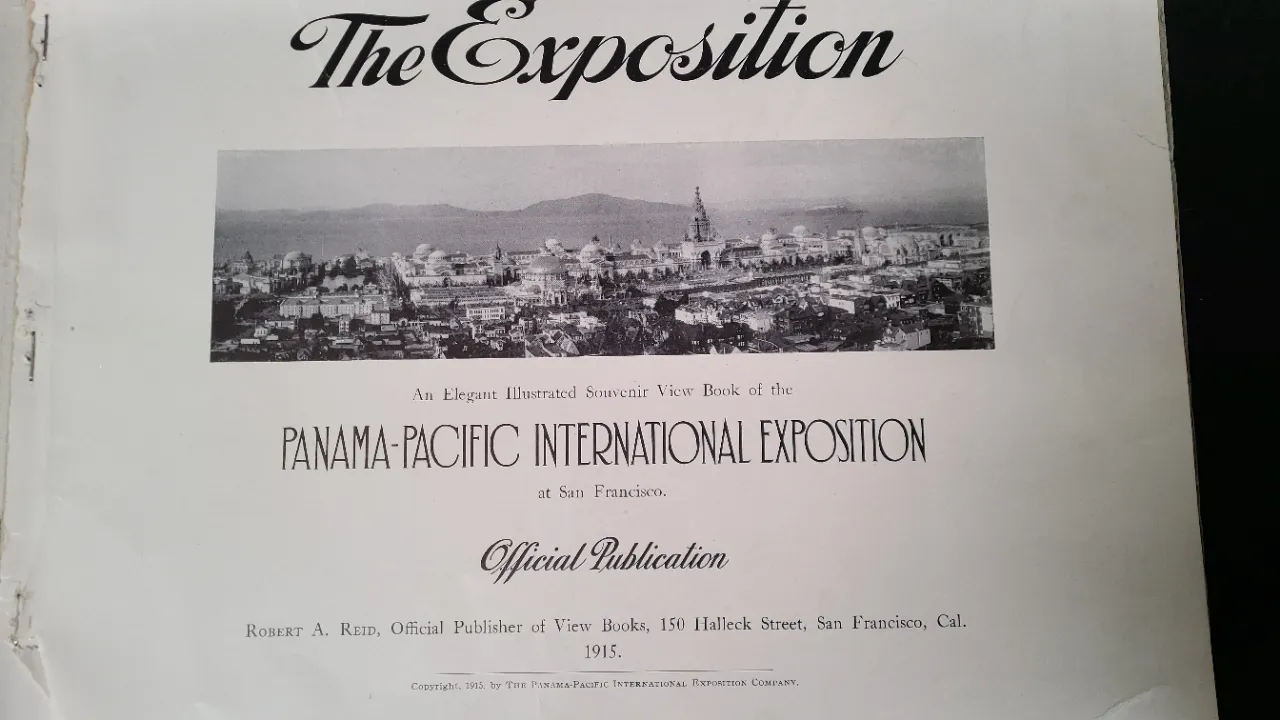 The Exposition
An Elegant Illustrated Souvenir View Book of the
PANAMA-PACIFIC INTERNATIONAL EXPOSITION
at San Francisco.
Official Publication
ROBERT A. REID, Official Publisher of View Books, 150 Halleck Street, San Francisco, Cal.
1915.
Copyright, 1915, by THE PANAMA-PACIFIC INTERNATIONAL EXPOSITION COMPANY.